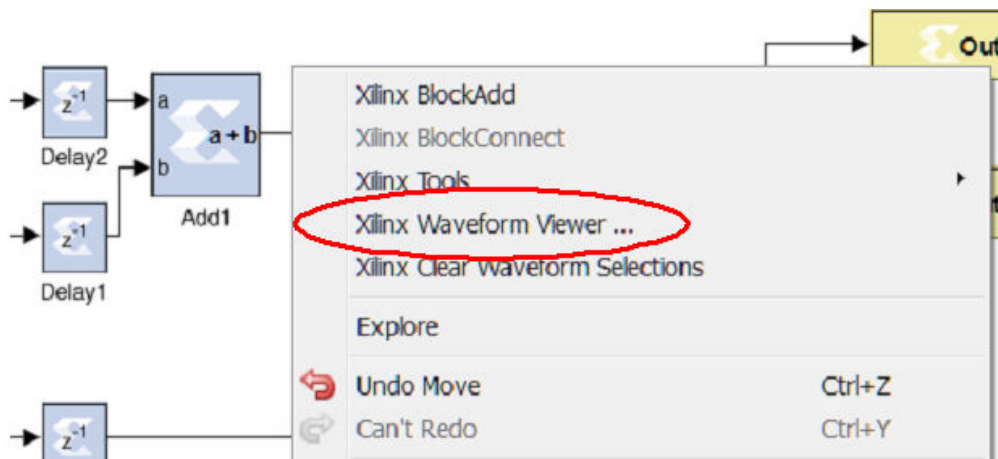 Out
Xilinx BlockAdd
z-1
a
a + b
Xilinx BlockConnect
Delay2
b
Xilinx Tools
Add1
Xilinx Waveform Viewer ...
z-1
Xilinx Clear Waveform Selections
Delay1
Explore
Undo Move Ctrl+Z
Can't Redo Ctrl+Y
z-1